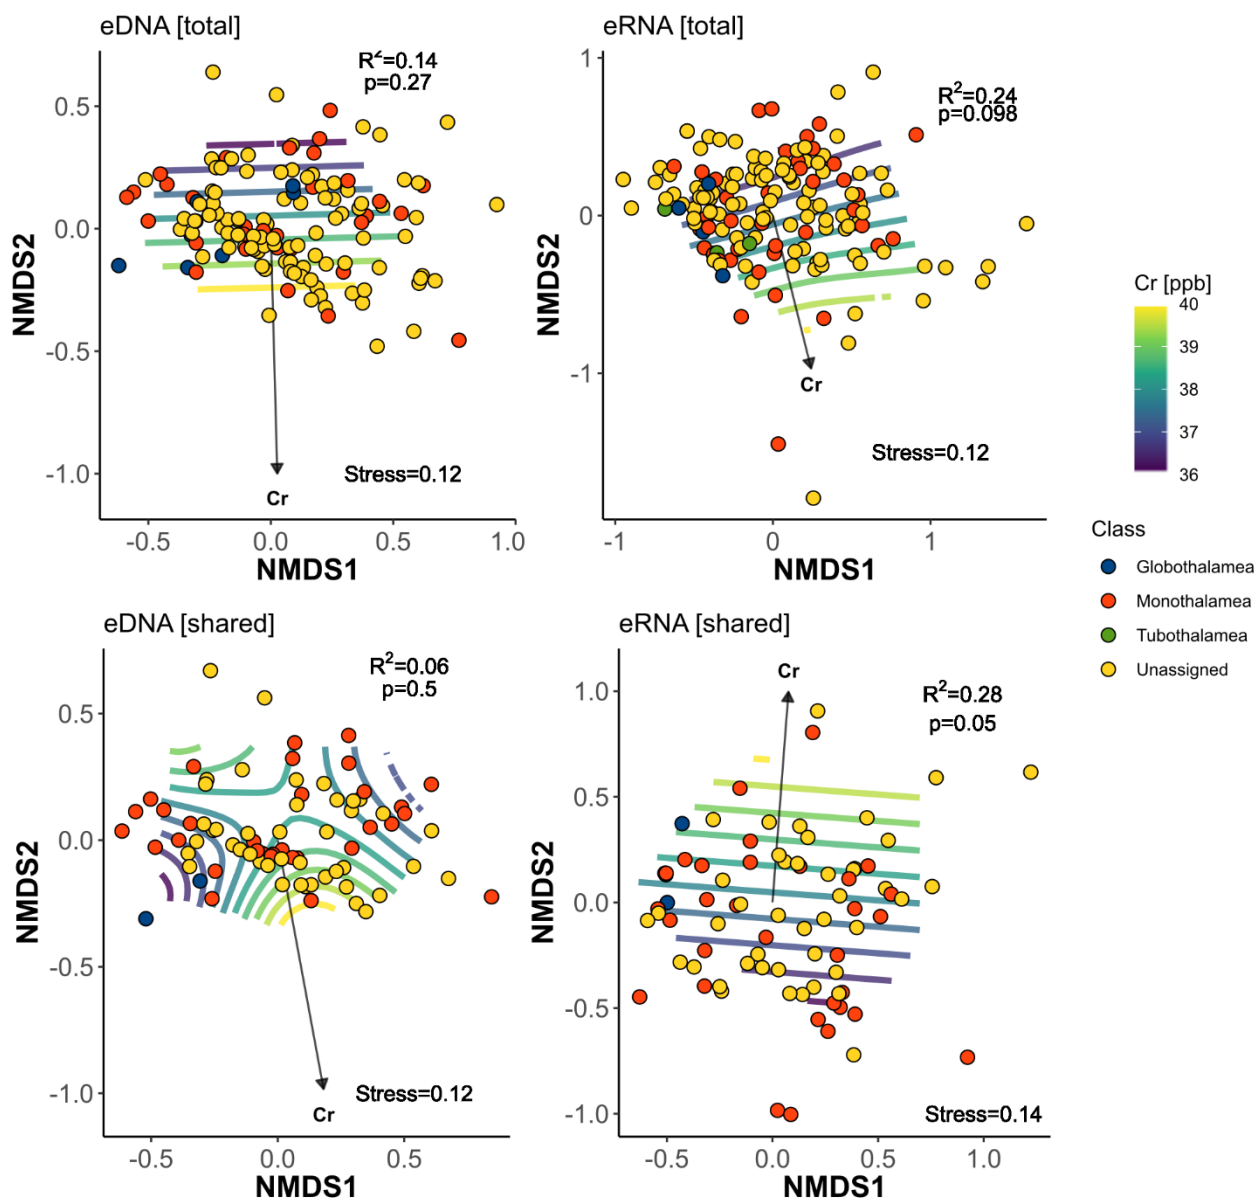 eDNA [total]
R²=0.14
p=0.27
0.5
0.0
-0.5
-1.0
NMDS2
Stress=0.12
Cr
-0.5
0.0
0.5
1.0
NMDS1
eRNA [total]
R²=0.24
p=0.098
1
0
-1
NMDS2
Cr
Stress=0.12
-1
0
1
NMDS1
Cr [ppb]
40
39
38
37
36
Class
Globothalamea
Monothalamea
Tubothalamea
Unassigned
eDNA [shared]
R²=0.06
p=0.5
0.5
0.0
-0.5
-1.0
NMDS2
Stress=0.12
Cr
-0.5
0.0
0.5
NMDS1
eRNA [shared]
Cr
R²=0.28
p=0.05
1.0
0.5
0.0
-0.5
-1.0
NMDS2
Stress=0.14
-0.5
0.0
0.5
1.0
NMDS1